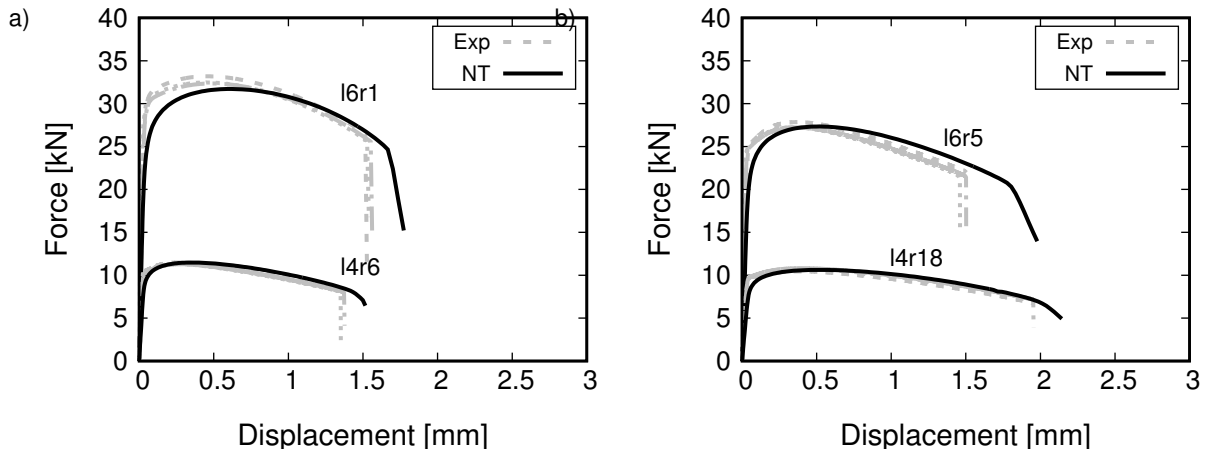 a)
40
35
30
25
20
15
10
5
0
Force [kN]
Exp
NT
l6r1
l4r6
0 0.5 1 1.5 2 2.5 3
Displacement [mm]
b)
40
35
30
25
20
15
10
5
0
Force [kN]
Exp
NT
l6r5
l4r18
0 0.5 1 1.5 2 2.5 3
Displacement [mm]